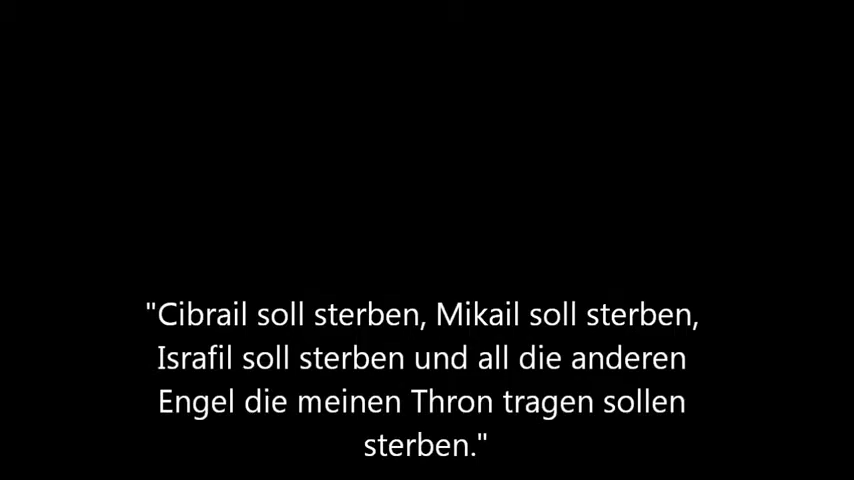 "Cibrail soll sterben, Mikail soll sterben,
Israfil soll sterben und all die anderen
Engel die meinen Thron tragen sollen
sterben."